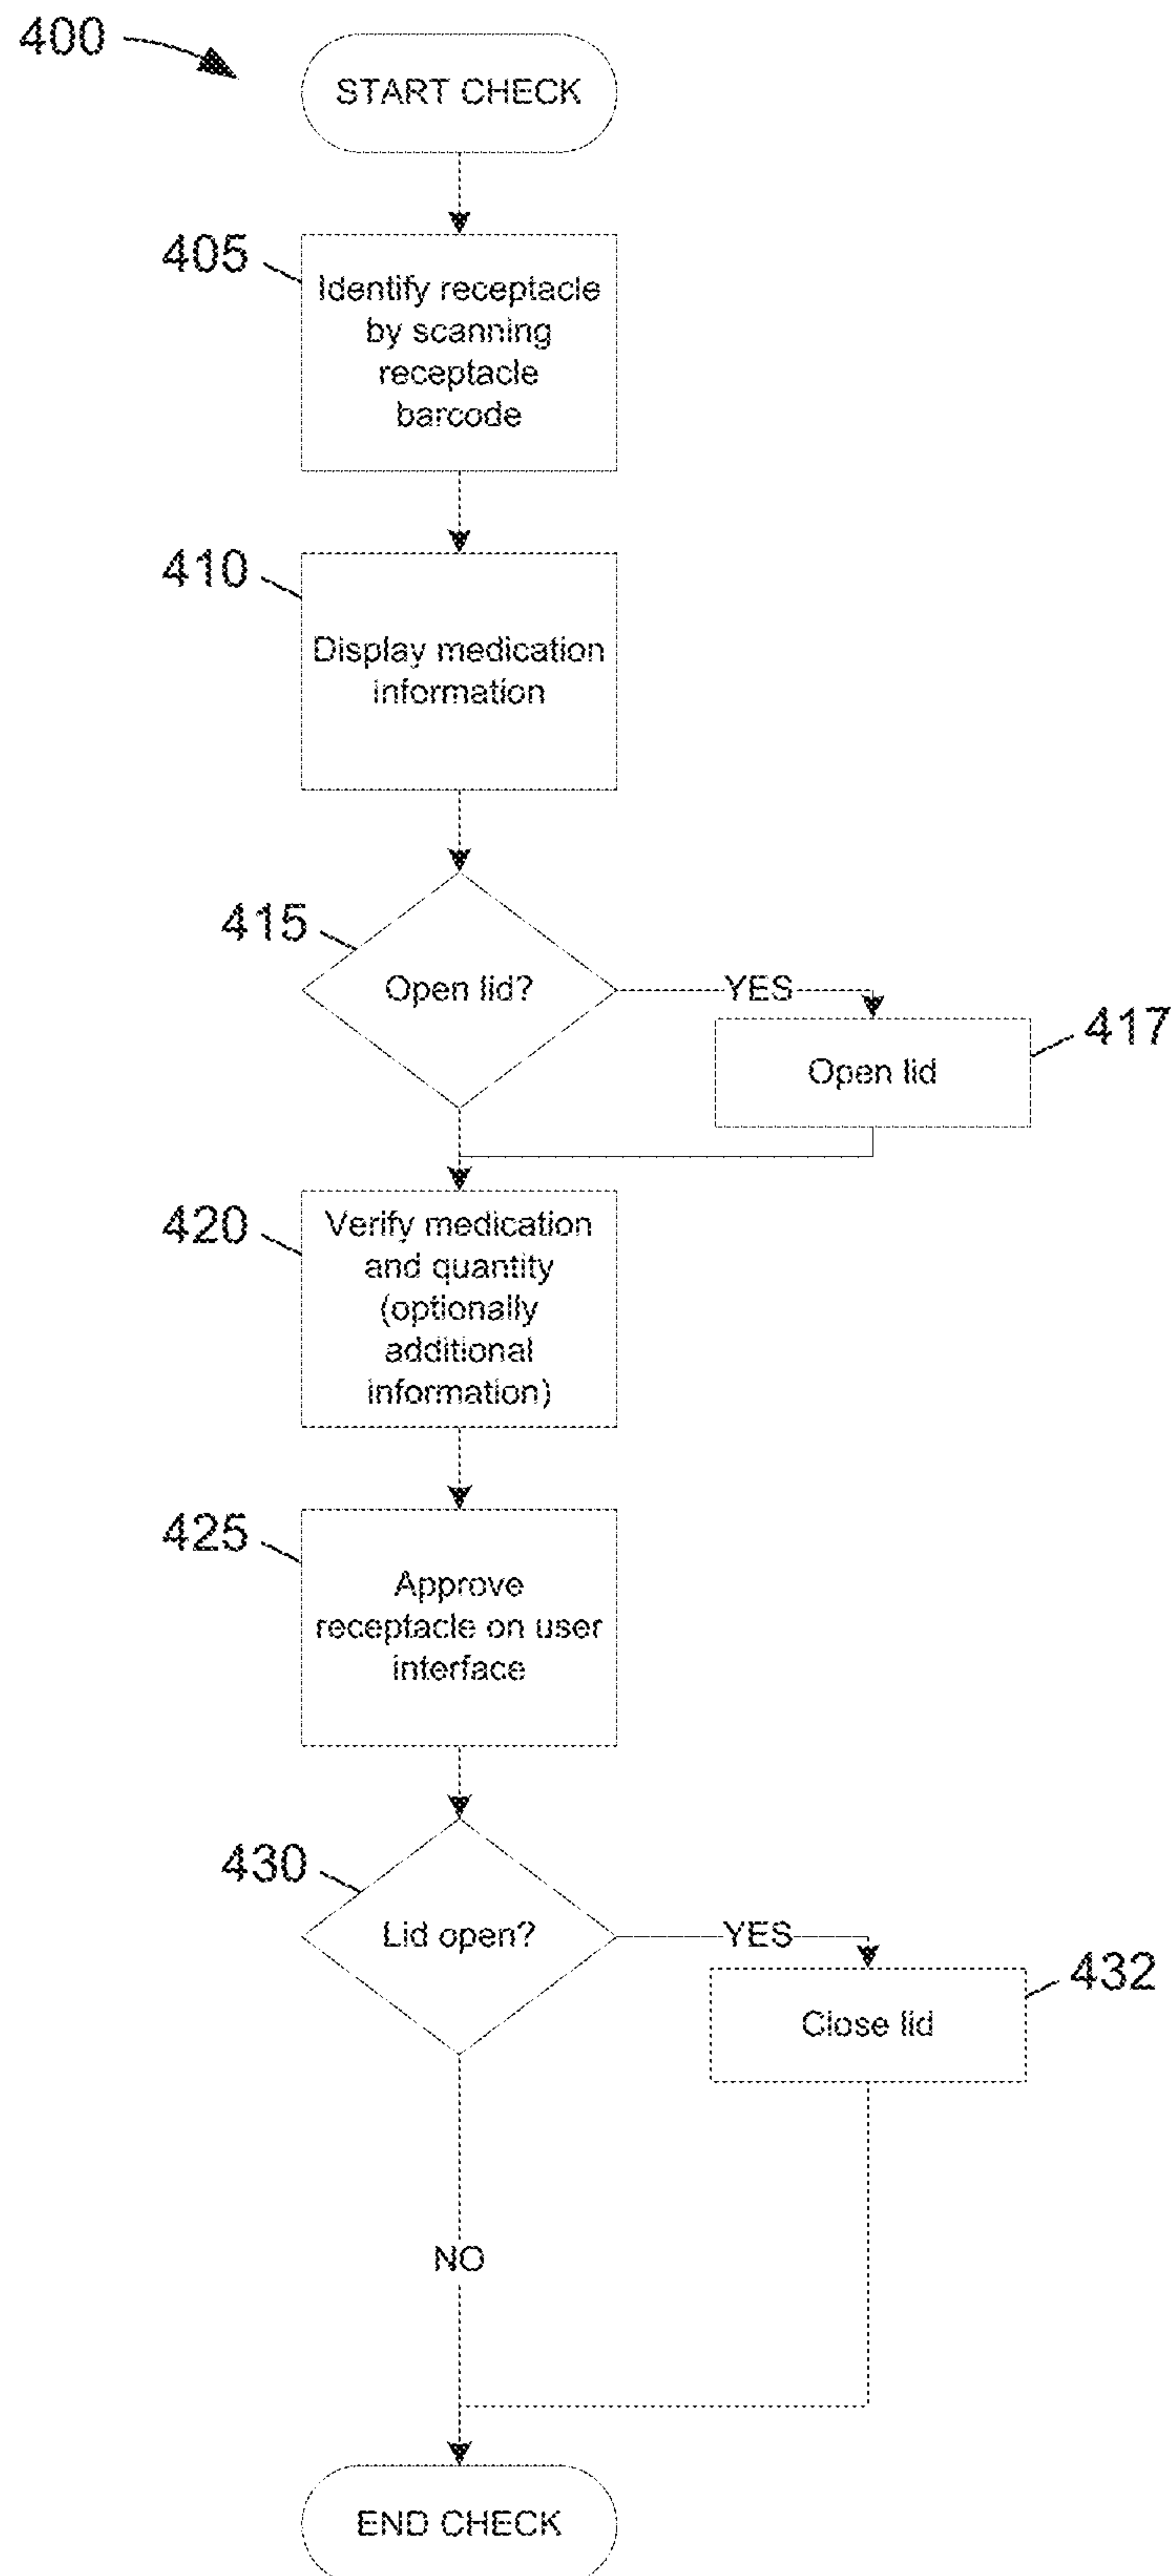 400
START CHECK
405
Identify receptacle
by scanning
receptacle
barcode
410
Display medication
information
415
Open lid?
YES
417
Open lid
420
Verify medication
and quantity
(optionally
additional
information)
425
Approve
receptacle on user
interface
430
Lid open?
YES
432
Close lid
NO
END CHECK